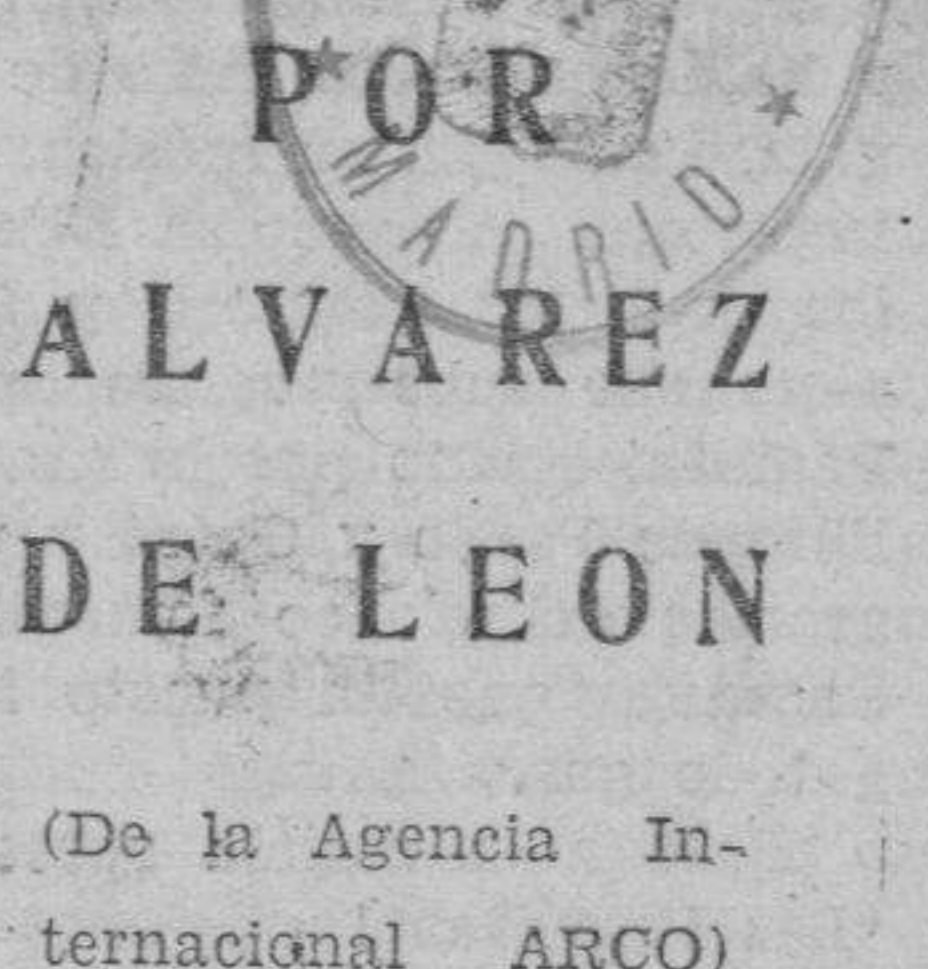 POR
MADRID
ALVAREZ
DE LEON
(De la Agencia In-
ternacional ARCO)